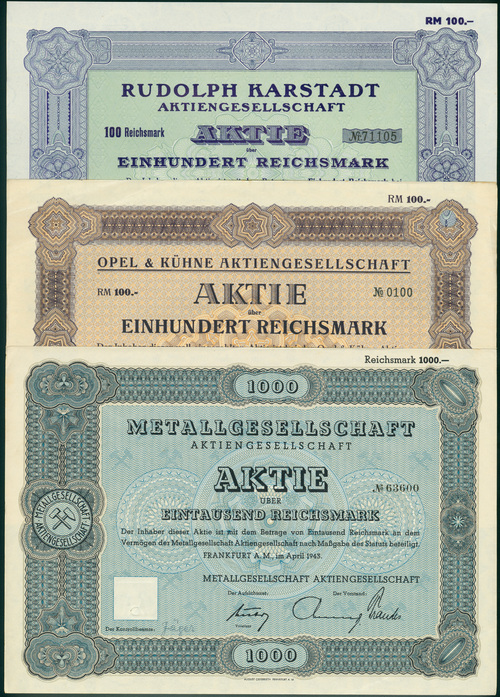 RM 100.—
RUDOLPH KARSTADT
AKTIENGESELLSCHAFT
100 Reichsmark AKTIE № 71105
über
EINHUNDERT REICHSMARK
RM 100.-
OPEL & KÜHNE AKTIENGESELLSCHAFT
RM 100.- AKTIE № 0100
über
EINHUNDERT REICHSMARK
Reichsmark 1000.—
1000
METALLGESELLSCHAFT
AKTIENGESELLSCHAFT
AKTIE
№ 63600
ÜBER
EINTAUSEND REICHSMARK
METALLGESELLSCHAFT
AKTIENGESELLSCHAFT
Der Inhaber dieser Aktie ist mit dem Betrage von Eintausend Reichsmark an dem
Vermögen der Metallgesellschaft Aktiengesellschaft nach Maßgabe des Statuts beteiligt.
FRANKFURT A. M., im April 1943.
METALLGESELLSCHAFT AKTIENGESELLSCHAFT
Der Aufsichtsrat: Der Vorstand:
Der Kontrollbeamte: Jäger
1000